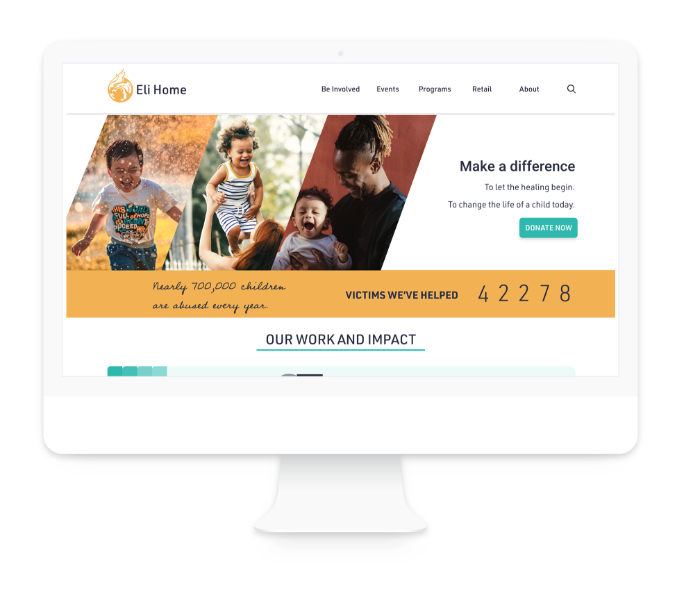 Eli Home
Be Involved Events Programs Retail About
Make a difference
To let the healing begin.
To change the life of a child today.
DONATE NOW
Nearly 700,000 children
are abused every year.
VICTIMS WE'VE HELPED 4 2 2 7 8
OUR WORK AND IMPACT